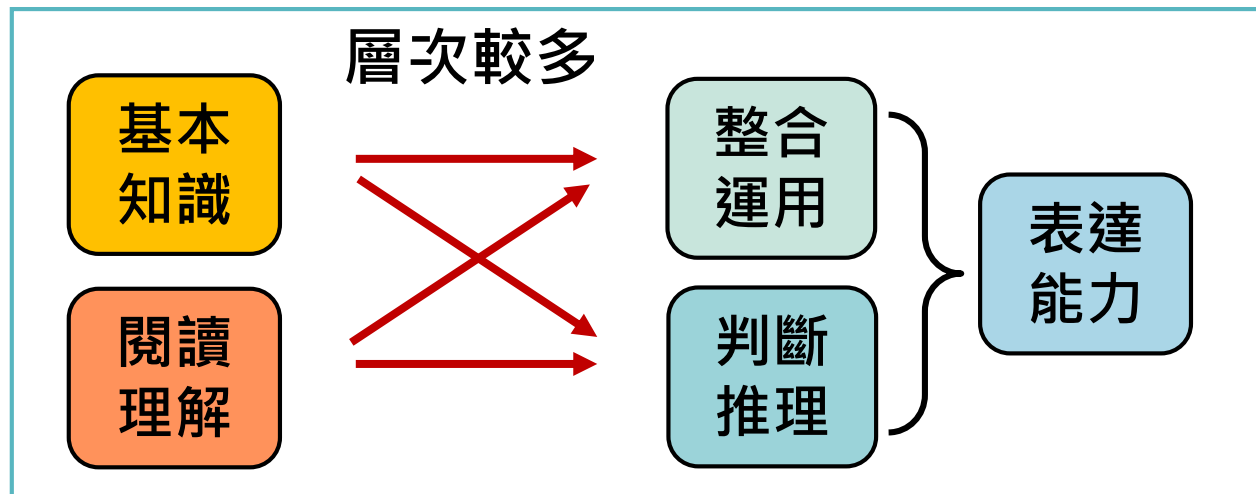 層次較多
基本
知識
閱讀
理解
整合
運用
判斷
推理
表達
能力